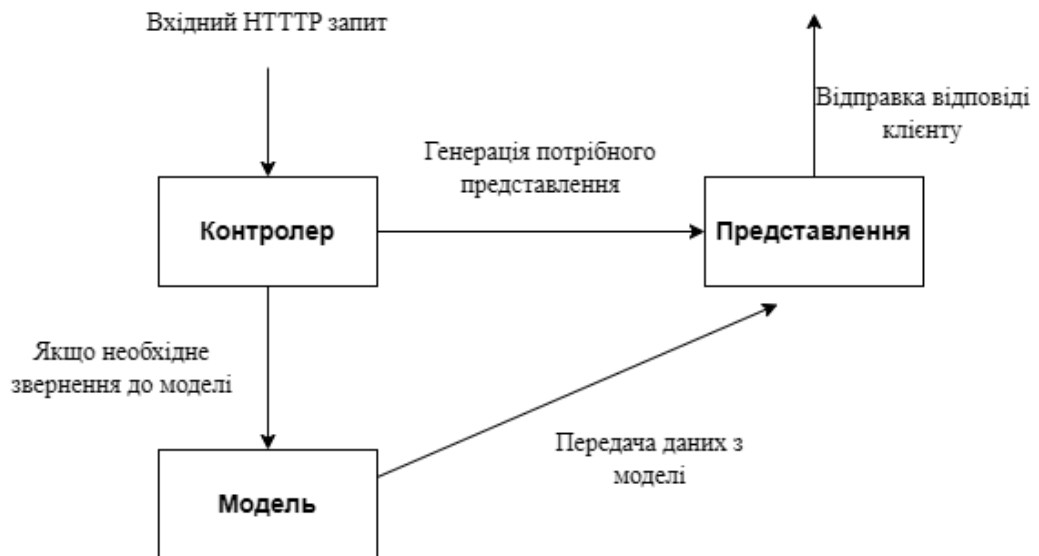 Вхідний HTTTP запит
Відправка відповіді
клієнту
Генерація потрібного
представлення
Контролер
Представлення
Якщо необхідне
звернення до моделі
Передача даних з
моделі
Модель